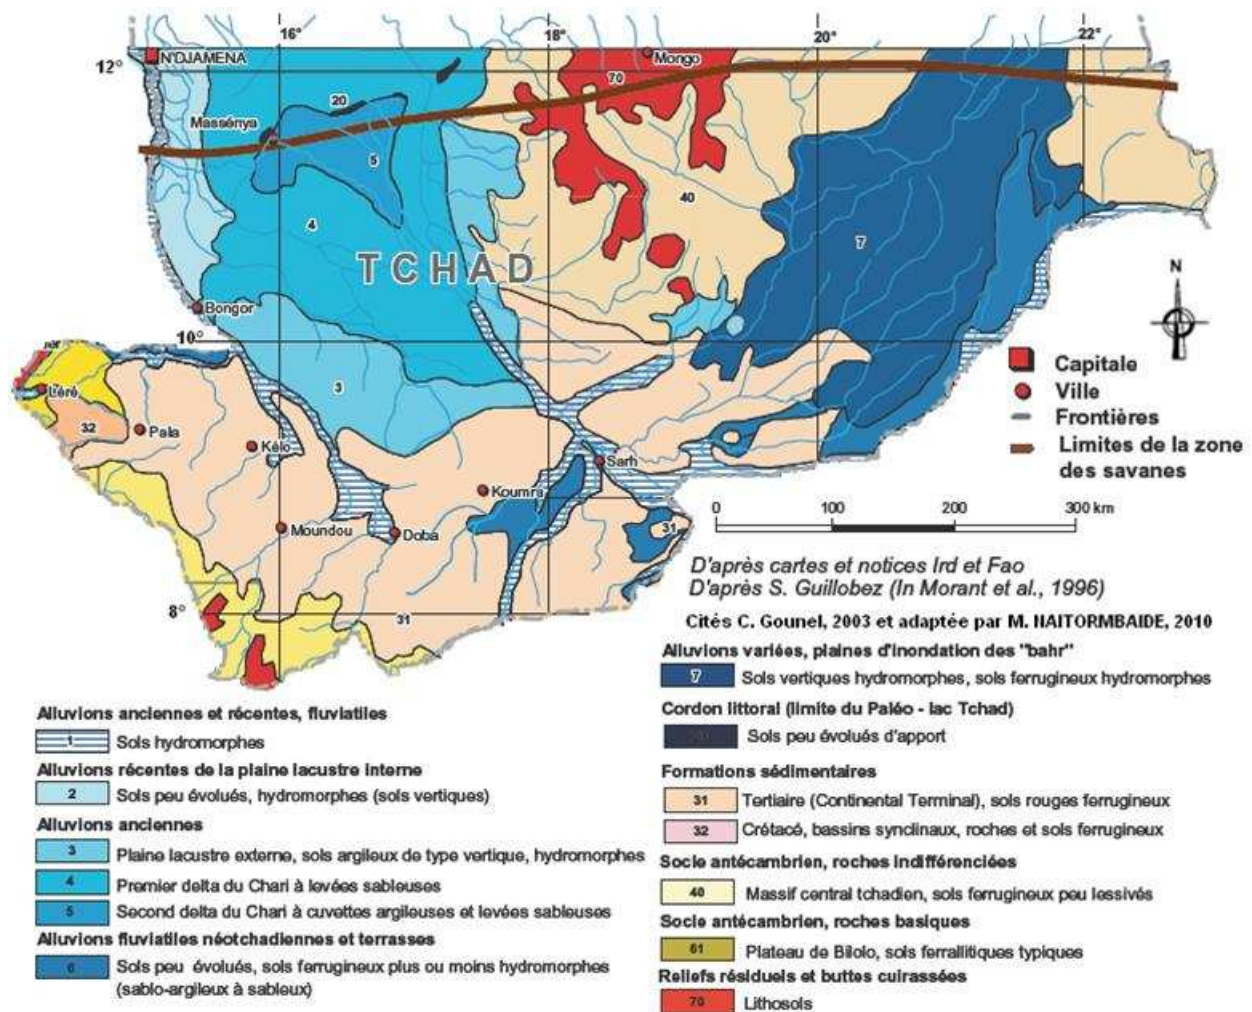 16°
18°
20°
22°
12°
N'DJAMENA
Mongo
70
20
Massénya
5
40
4
7
TCHAD
Bongor
10°
N
Léré
3
32
Pala
Kélo
Sarh
Koumra
31
Moundou
Doba
8°
31
Capitale
Ville
Frontières
Limites de la zone
des savanes
0 100 200 300 km
D'après cartes et notices Ird et Fao
D'après S. Guillobez (In Morant et al., 1996)
Cités C. Gounel, 2003 et adaptée par M. NAITORMBAIDE, 2010
Alluvions anciennes et récentes, fluviatiles
1 Sols hydromorphes
Alluvions récentes de la plaine lacustre interne
2 Sols peu évolués, hydromorphes (sols vertiques)
Alluvions anciennes
3 Plaine lacustre externe, sols argileux de type vertique, hydromorphes
4 Premier delta du Chari à levées sableuses
5 Second delta du Chari à cuvettes argileuses et levées sableuses
Alluvions fluviatiles néotchadiennes et terrasses
6 Sols peu évolués, sols ferrugineux plus ou moins hydromorphes
(sablo-argileux à sableux)
Alluvions variées, plaines d'inondation des "bahr"
7 Sols vertiques hydromorphes, sols ferrugineux hydromorphes
Cordon littoral (limite du Paléo - lac Tchad)
Sols peu évolués d'apport
Formations sédimentaires
31 Tertiaire (Continental Terminal), sols rouges ferrugineux
32 Crétacé, bassins synclinaux, roches et sols ferrugineux
Socle antécambrien, roches indifférenciées
40 Massif central tchadien, sols ferrugineux peu lessivés
Socle antécambrien, roches basiques
61 Plateau de Bilolo, sols ferrallitiques typiques
Reliefs résiduels et buttes cuirassées
70 Lithosols